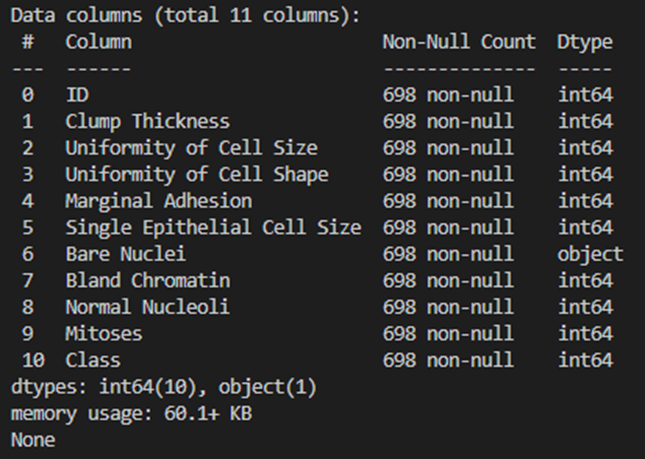 Data columns (total 11 columns):
 #   Column                       Non-Null Count  Dtype
---  ------                       --------------  -----
 0   ID                           698 non-null    int64
 1   Clump Thickness              698 non-null    int64
 2   Uniformity of Cell Size      698 non-null    int64
 3   Uniformity of Cell Shape     698 non-null    int64
 4   Marginal Adhesion            698 non-null    int64
 5   Single Epithelial Cell Size  698 non-null    int64
 6   Bare Nuclei                  698 non-null    object
 7   Bland Chromatin              698 non-null    int64
 8   Normal Nucleoli              698 non-null    int64
 9   Mitoses                      698 non-null    int64
 10  Class                        698 non-null    int64
dtypes: int64(10), object(1)
memory usage: 60.1+ KB
None